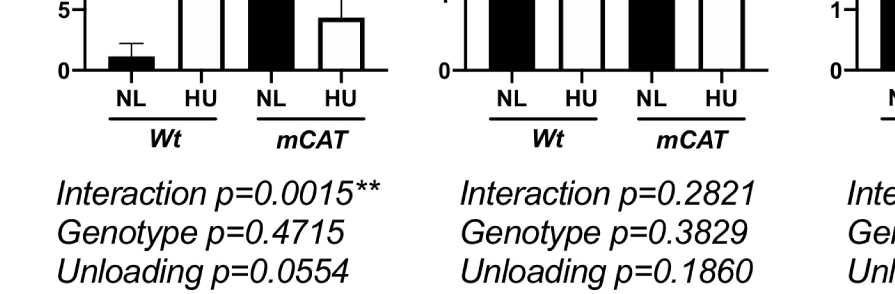 5
0
NL HU NL HU
Wt mCAT
Interaction p=0.0015**
Genotype p=0.4715
Unloading p=0.0554
0
NL HU NL HU
Wt mCAT
Interaction p=0.2821
Genotype p=0.3829
Unloading p=0.1860
1
0